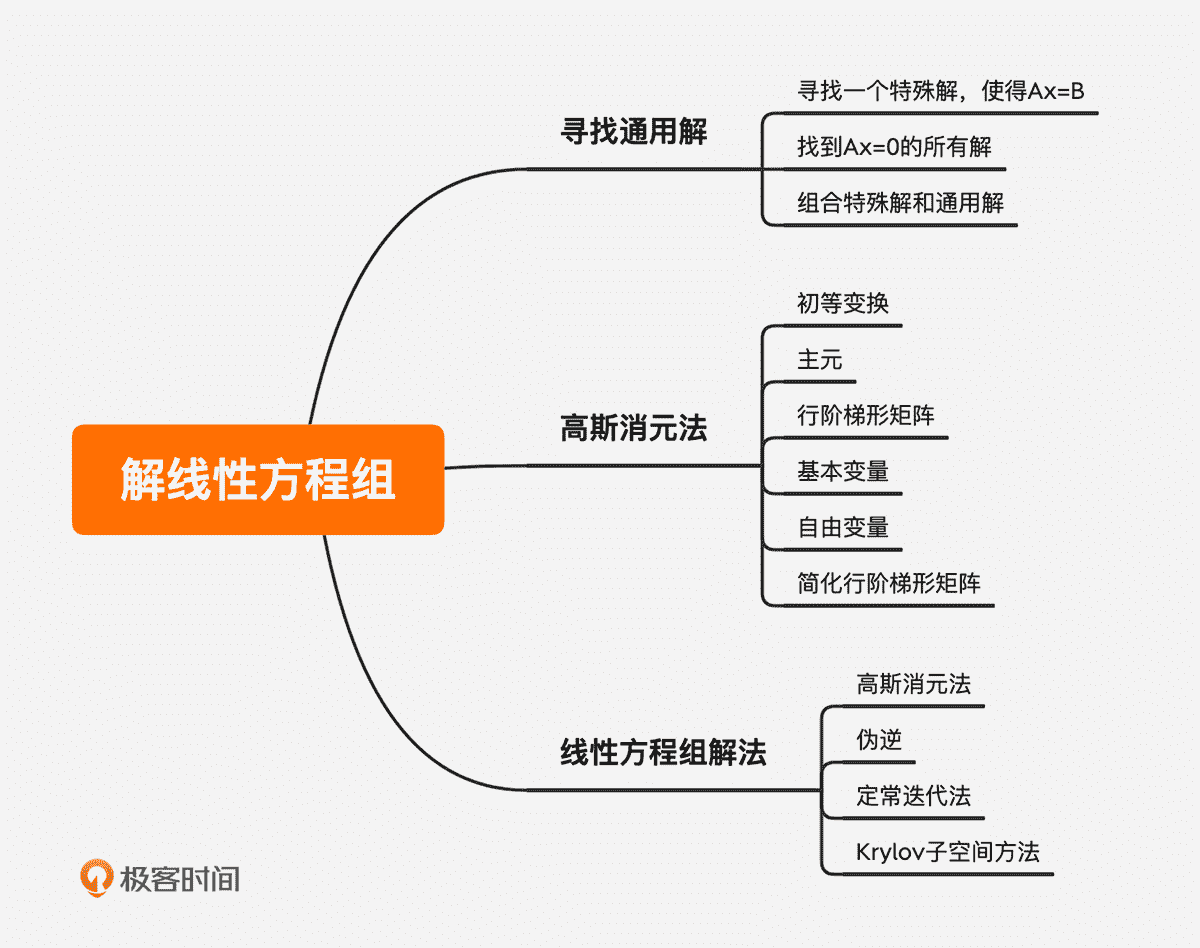 寻找通用解
寻找一个特殊解，使得Ax=B
找到Ax=0的所有解
组合特殊解和通用解
解线性方程组
高斯消元法
初等变换
主元
行阶梯形矩阵
基本变量
自由变量
简化行阶梯形矩阵
线性方程组解法
高斯消元法
伪逆
定常迭代法
Krylov子空间方法
极客时间